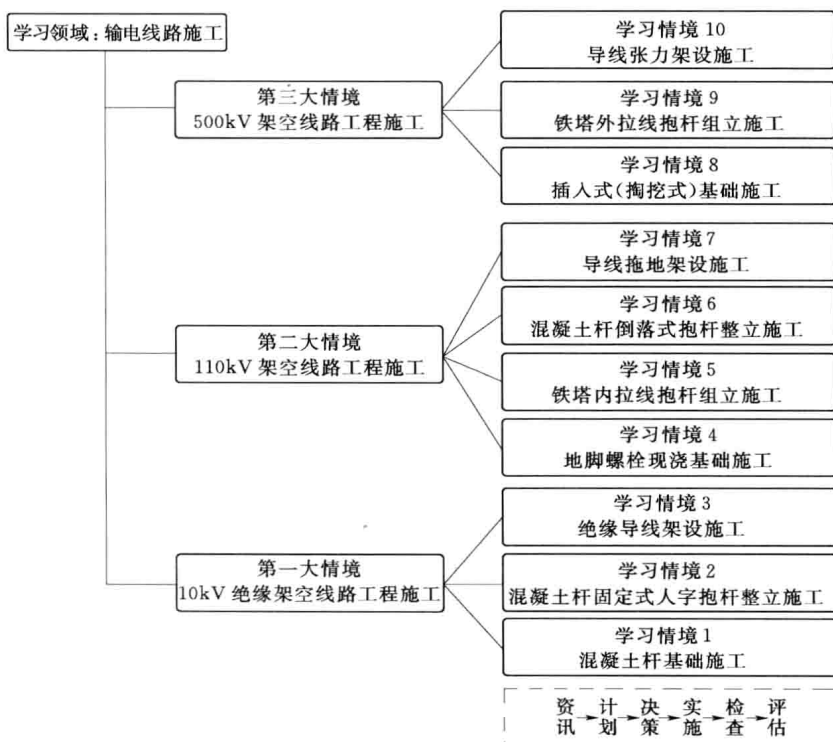 学习领域:输电线路施工
第三大情境
500kV 架空线路工程施工
学习情境 10
导线张力架设施工
学习情境 9
铁塔外拉线抱杆组立施工
学习情境 8
插入式(掏挖式)基础施工
第二大情境
110kV 架空线路工程施工
学习情境 7
导线拖地架设施工
学习情境 6
混凝土杆倒落式抱杆整立施工
学习情境 5
铁塔内拉线抱杆组立施工
学习情境 4
地脚螺栓现浇基础施工
第一大情境
10kV 绝缘架空线路工程施工
学习情境 3
绝缘导线架设施工
学习情境 2
混凝土杆固定式人字抱杆整立施工
学习情境 1
混凝土杆基础施工
资讯→计划→决策→实施→检查→评估